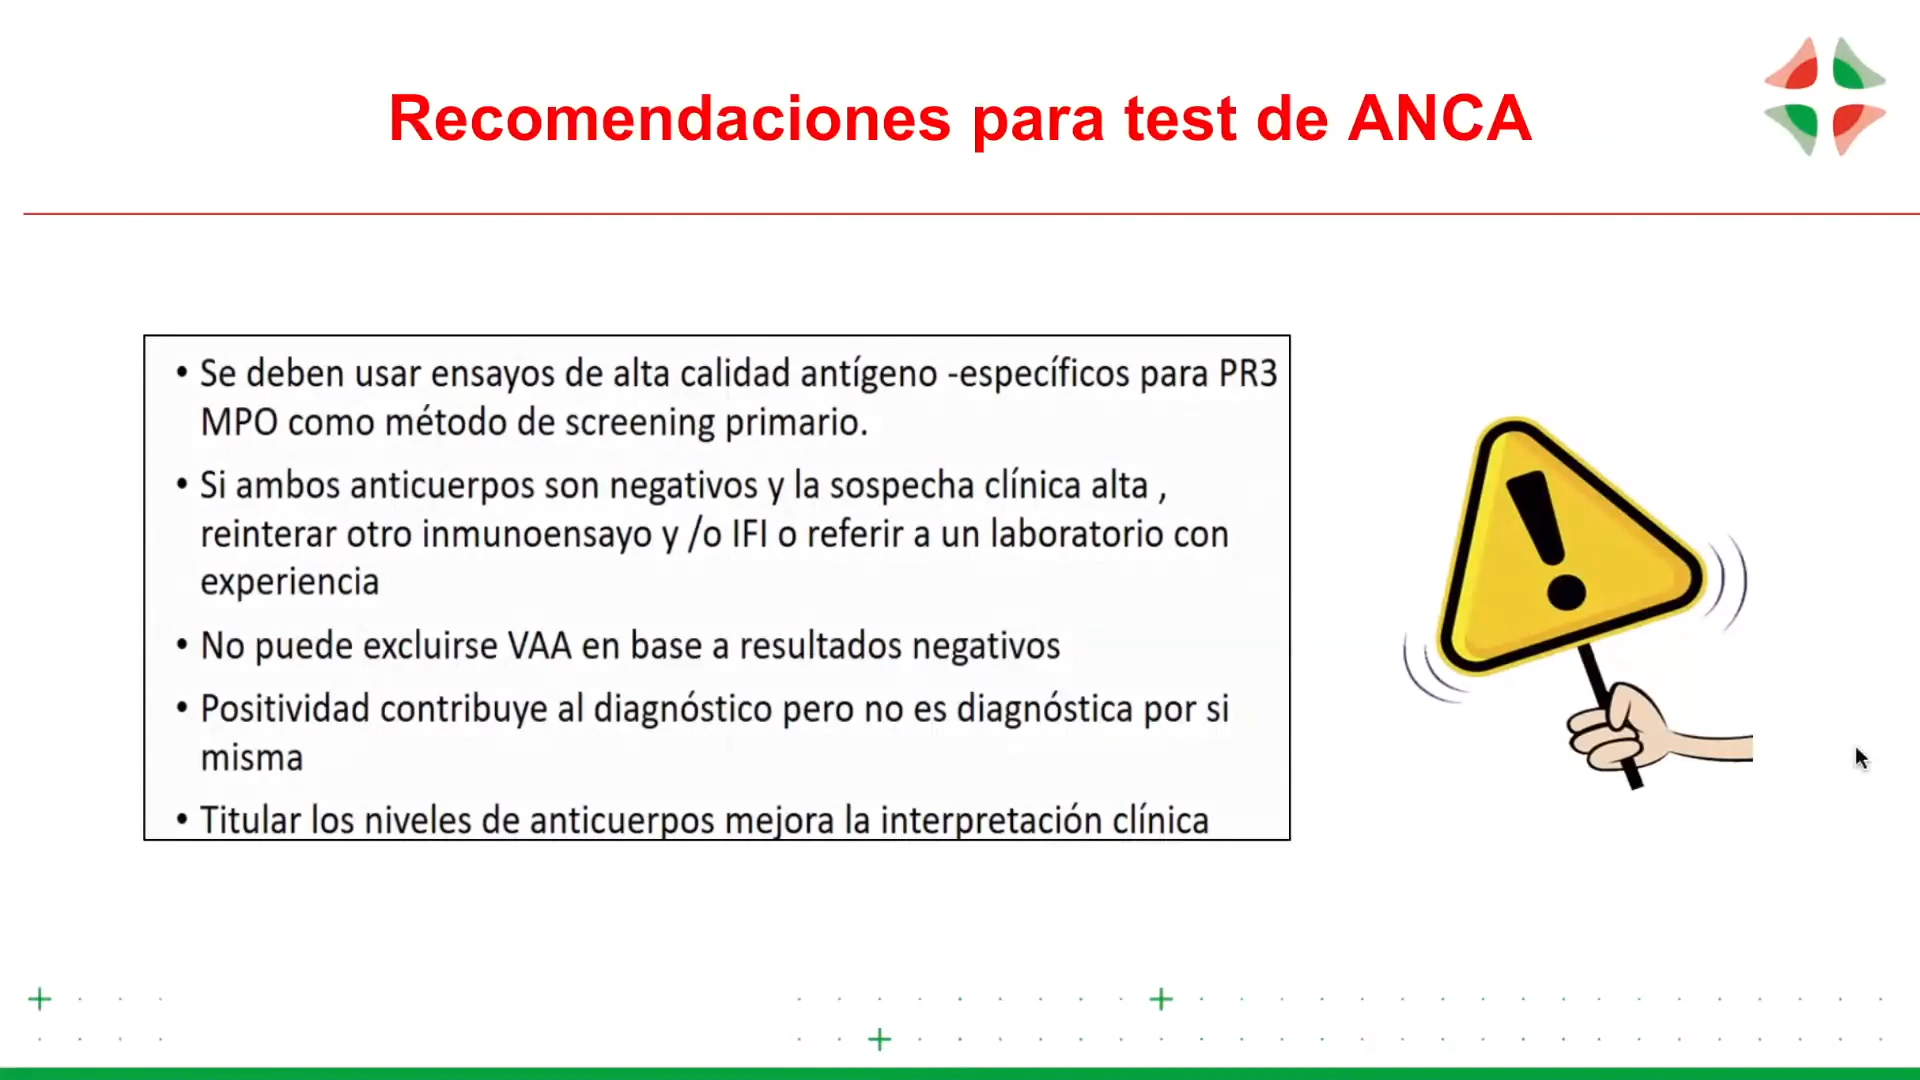 Recomendaciones para test de ANCA
• Se deben usar ensayos de alta calidad antígeno -específicos para PR3
MPO como método de screening primario.
• Si ambos anticuerpos son negativos y la sospecha clínica alta ,
reinterar otro inmunoensayo y /o IFI o referir a un laboratorio con
experiencia
• No puede excluirse VAA en base a resultados negativos
• Positividad contribuye al diagnóstico pero no es diagnóstica por si
misma
• Titular los niveles de anticuerpos mejora la interpretación clínica